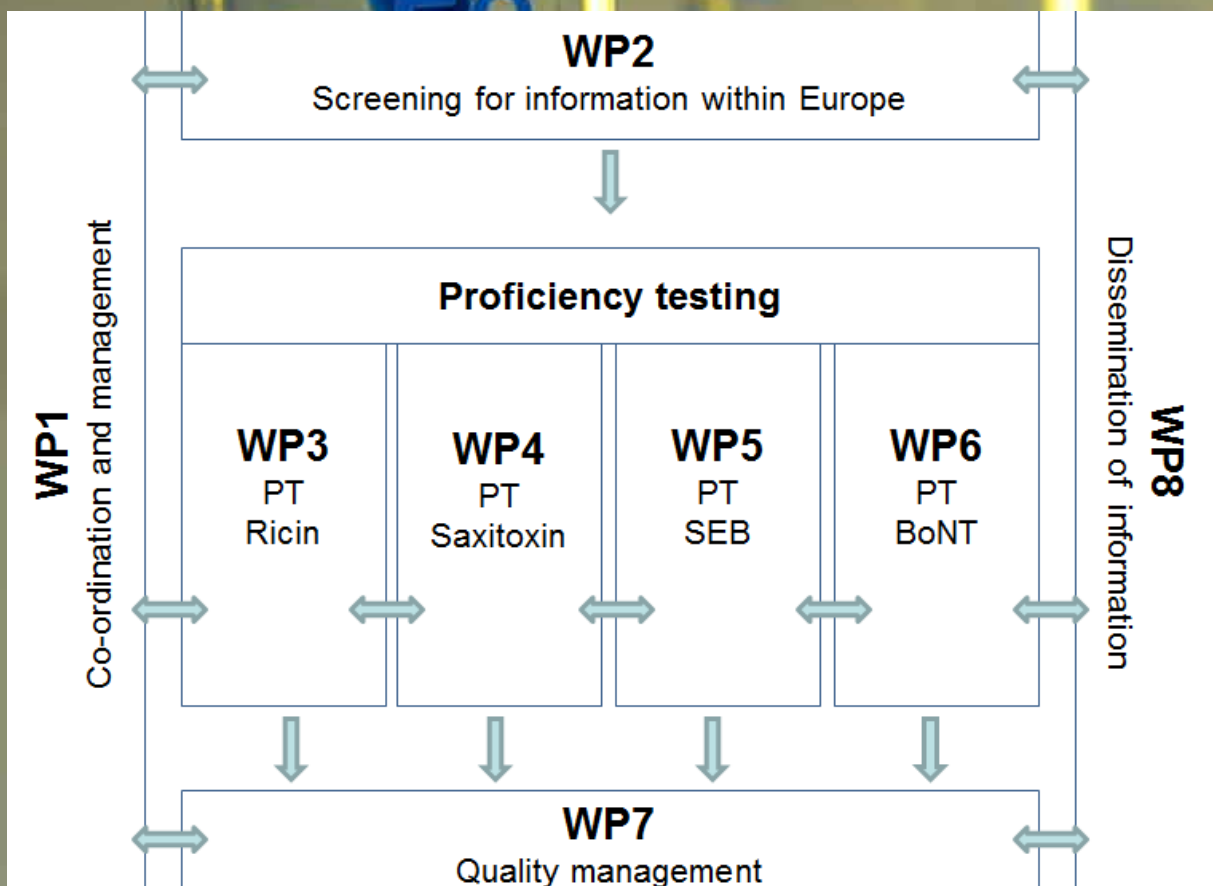 WP2
Screening for information within Europe
WP1
Co-ordination and management
Proficiency testing
WP3
PT
Ricin
WP4
PT
Saxitoxin
WP5
PT
SEB
WP6
PT
BoNT
Dissemination of information
WP8
WP7
Quality management